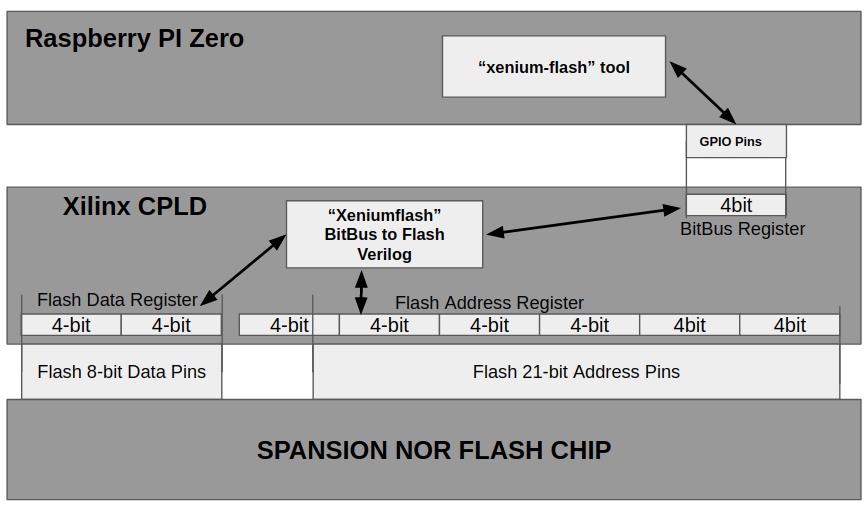 Raspberry PI Zero
“xenium-flash” tool
GPIO Pins
Xilinx CPLD
“Xeniumflash”
BitBus to Flash
Verilog
4bit
BitBus Register
Flash Data Register
Flash Address Register
4-bit 4-bit 4-bit 4-bit 4-bit 4-bit 4bit 4bit
Flash 8-bit Data Pins
Flash 21-bit Address Pins
SPANSION NOR FLASH CHIP